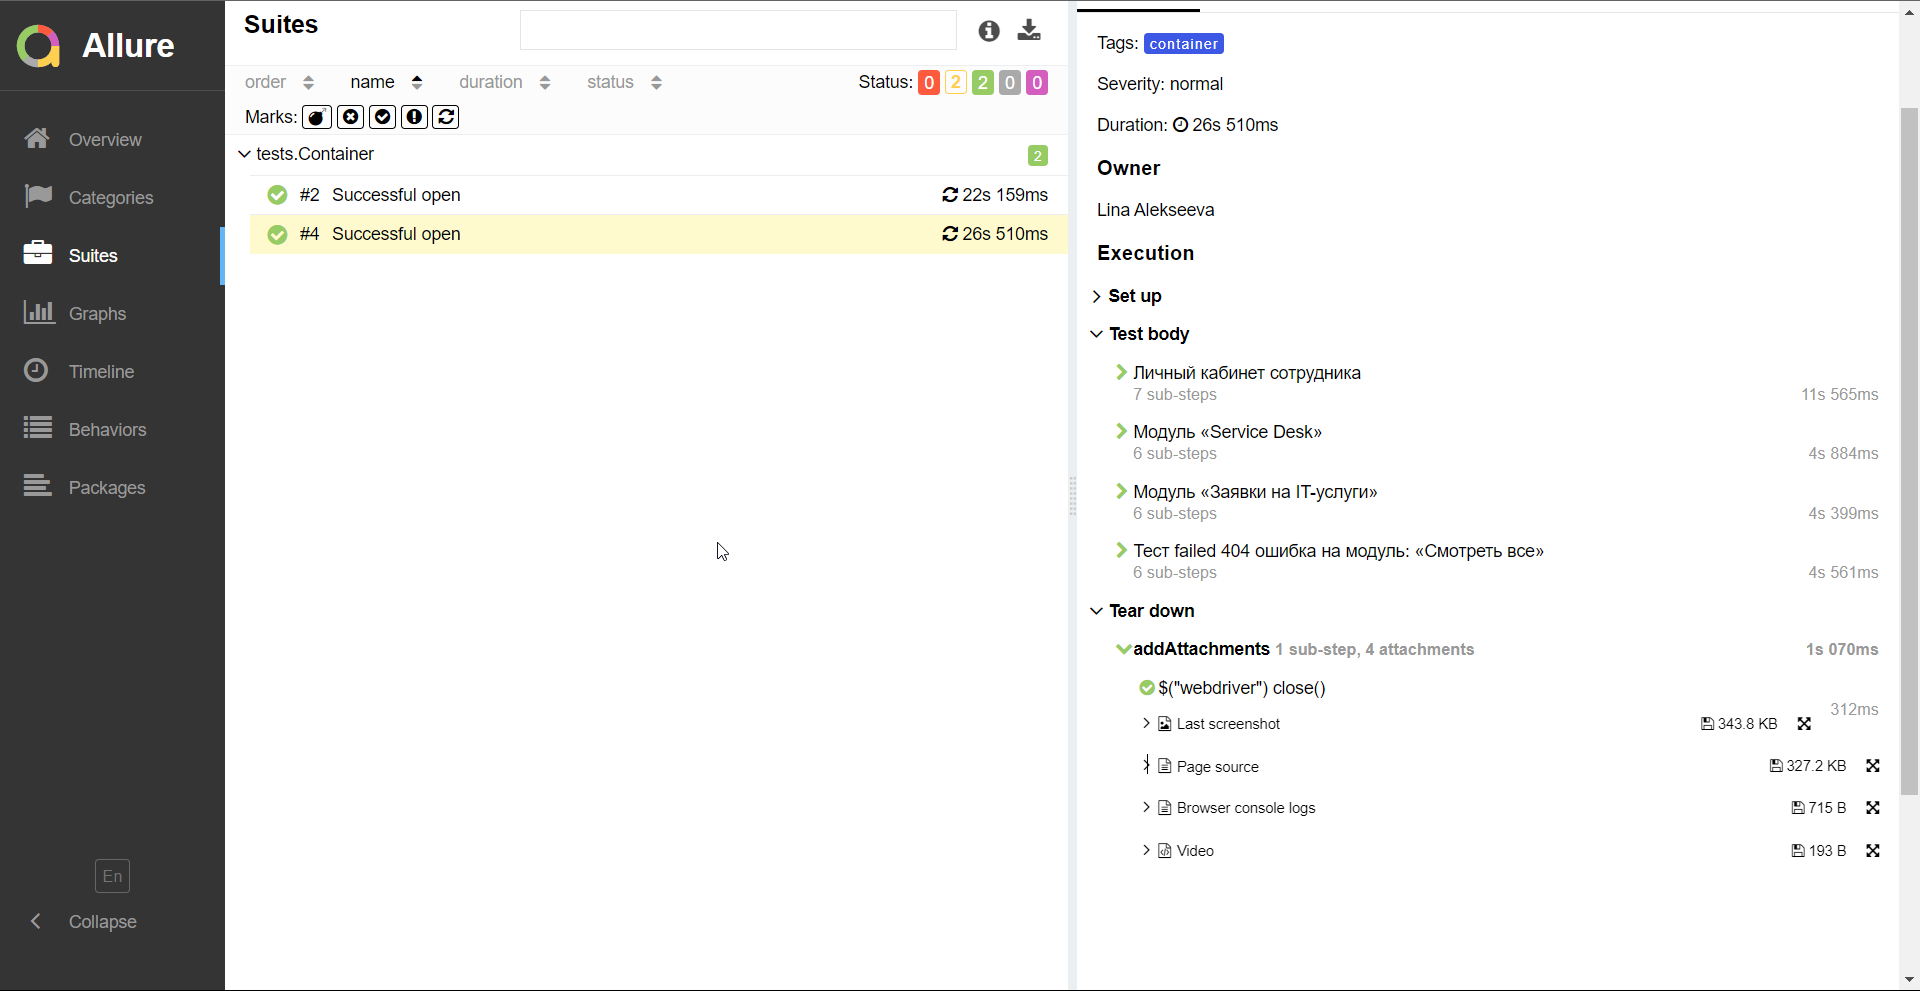 Allure
Overview
Categories
Suites
Graphs
Timeline
Behaviors
Packages
En
Collapse
Suites
order name duration status Status: 0 2 2 0 0
Marks:
tests.Container 2
#2 Successful open 22s 159ms
#4 Successful open 26s 510ms
Tags: container
Severity: normal
Duration: 26s 510ms
Owner
Lina Alekseeva
Execution
Set up
Test body
Личный кабинет сотрудника
7 sub-steps 11s 565ms
Модуль «Service Desk»
6 sub-steps 4s 884ms
Модуль «Заявки на IT-услуги»
6 sub-steps 4s 399ms
Тест failed 404 ошибка на модуль: «Смотреть все»
6 sub-steps 4s 561ms
Tear down
addAttachments 1 sub-step, 4 attachments 1s 070ms
$("webdriver") close()
312ms
Last screenshot 343.8 KB
Page source 327.2 KB
Browser console logs 715 B
Video 193 B